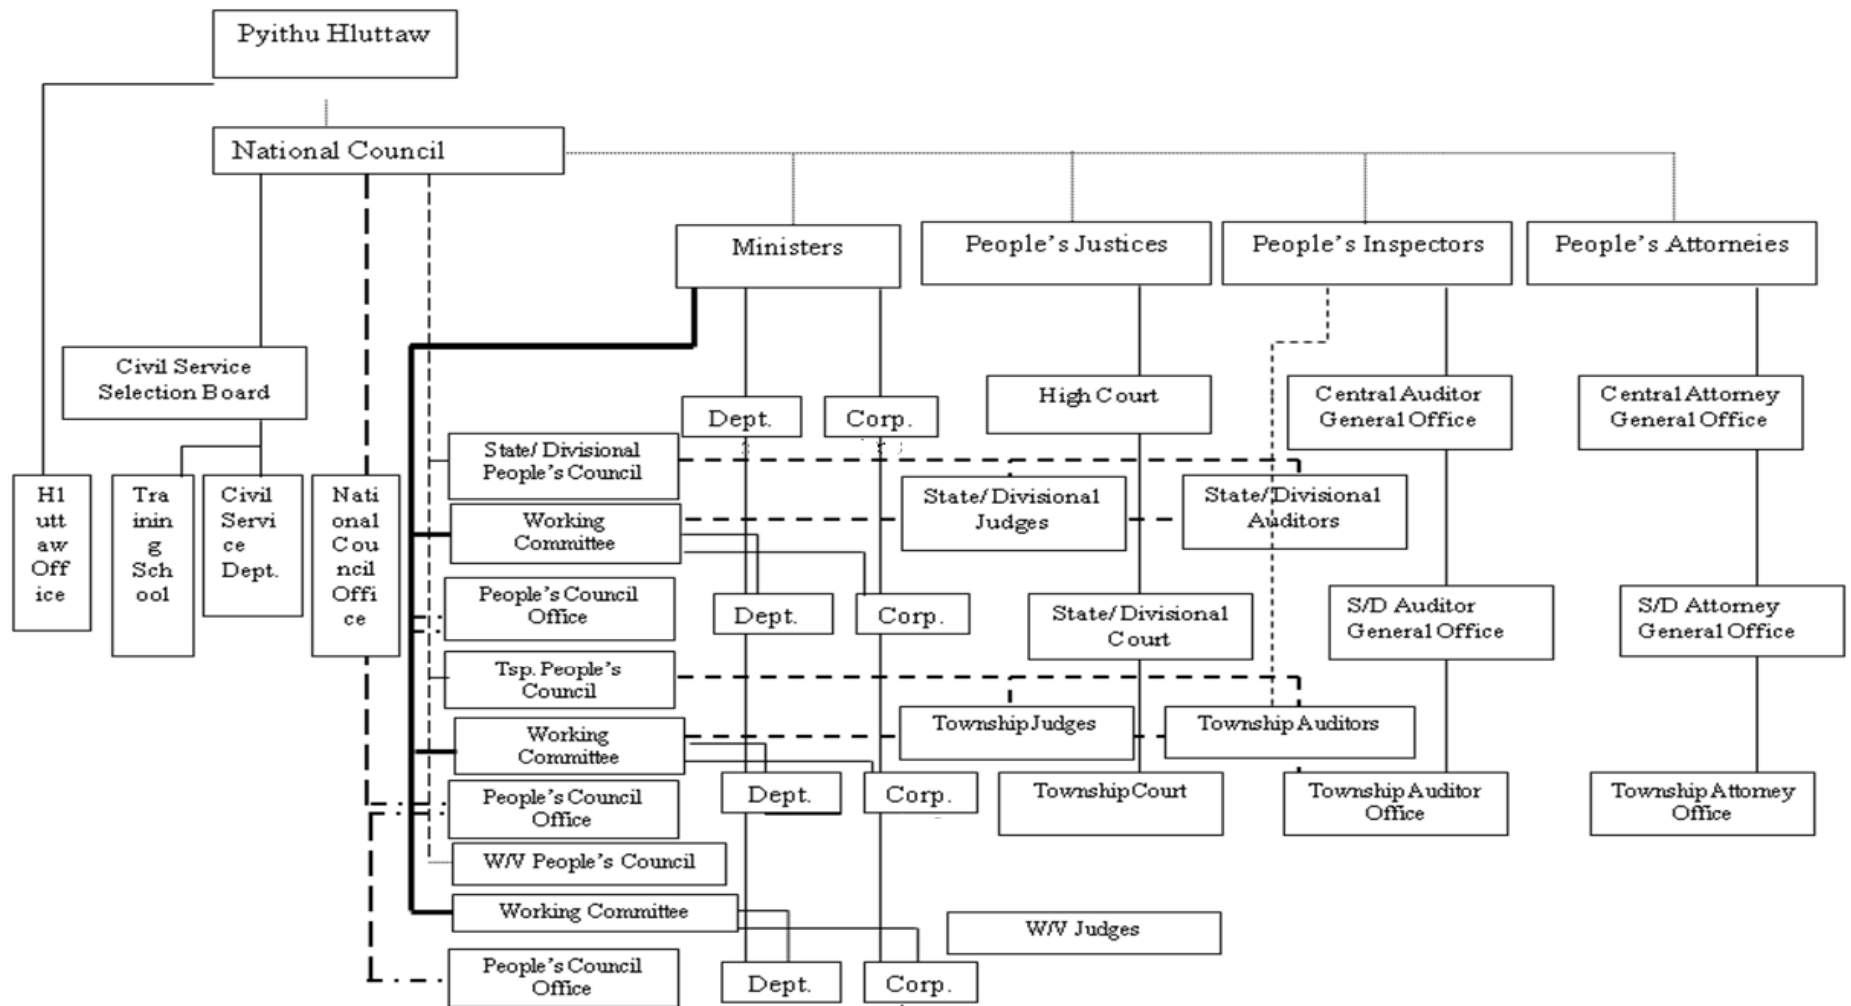 Pyithu Hluttaw
National Council
Ministers
People's Justices
People's Inspectors
People's Attorneies
Civil Service
Selection Board
High Court
Central Auditor
General Office
Central Attorney
General Office
Dept.
Corp.
State/ Divisional
People's Council
H1
utt
aw
Off
ice
Tra
inin
g
Sch
ool
Civil
Servi
ce
Dept.
Nati
onal
Cou
ncil
Offi
ce
State/ Divisional
Judges
State/ Divisional
Auditors
Working
Committee
People's Council
Office
Dept.
Corp.
State/ Divisional
Court
S/D Auditor
General Office
S/D Attorney
General Office
Tsp. People's
Council
Township Judges
Township Auditors
Working
Committee
Dept.
Corp.
Township Court
Township Auditor
Office
Township Attorney
Office
People's Council
Office
W/V People's Council
Working Committee
W/V Judges
People's Council
Office
Dept.
Corp.